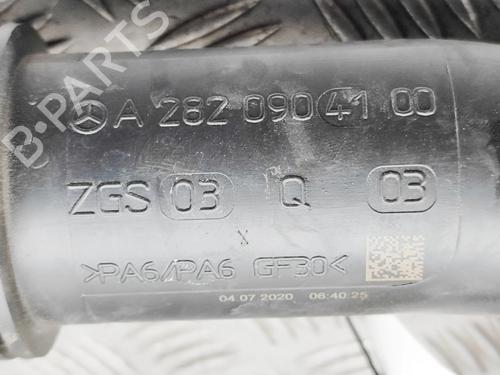 B-PARTS
A 282 090 41 00
ZGS 03 Q 03
x
>PA6/PA6 GF30<
04.07.2020 06:40:25